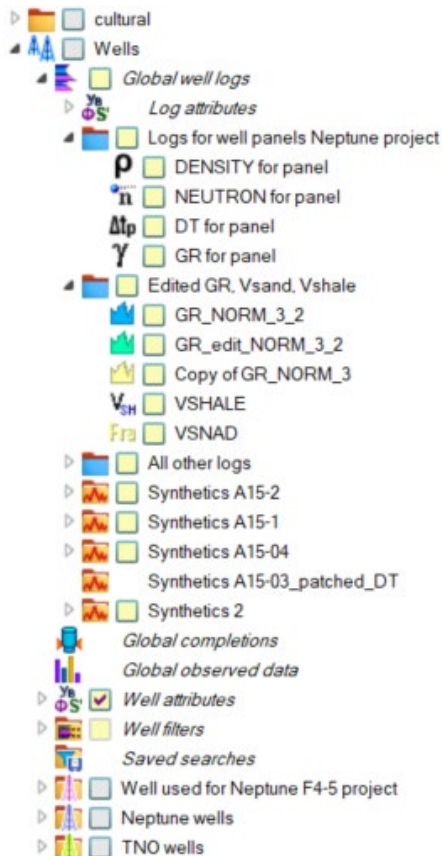 cultural
Wells
Global well logs
Log attributes
Logs for well panels Neptune project
ρ DENSITY for panel
n NEUTRON for panel
Δtp DT for panel
γ GR for panel
Edited GR, Vsand, Vshale
GR_NORM_3_2
GR_edit_NORM_3_2
Copy of GR_NORM_3
VSH VSHALE
Fra VSNAD
All other logs
Synthetics A15-2
Synthetics A15-1
Synthetics A15-04
Synthetics A15-03_patched_DT
Synthetics 2
Global completions
Global observed data
Well attributes
Well filters
Saved searches
Well used for Neptune F4-5 project
Neptune wells
TNO wells